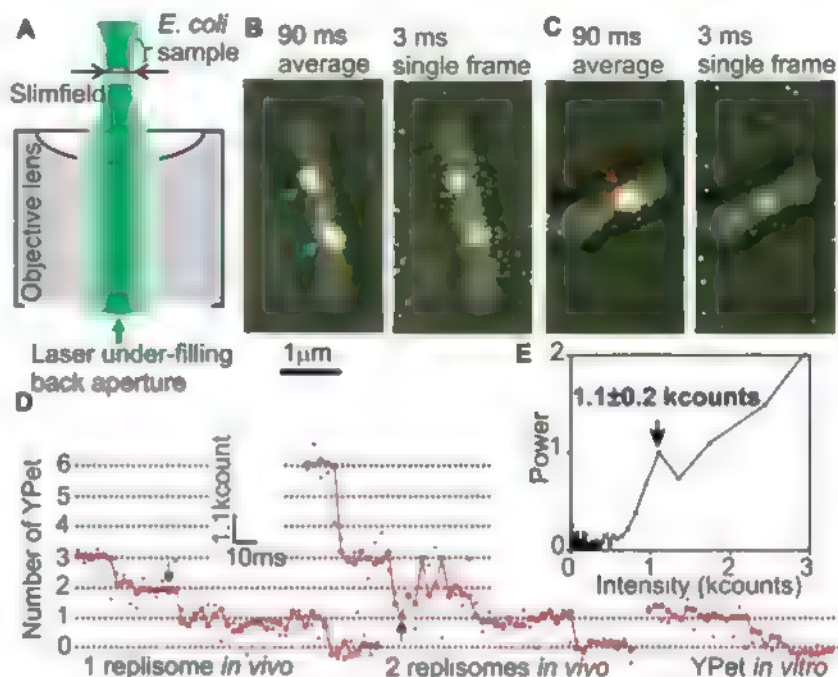 A
E. coli
sample
Slimfield
Objective lens
Laser under-filling
back aperture
B
90 ms
average
3 ms
single frame
1μm
C
90 ms
average
3 ms
single frame
D
Number of YPet
6
5
4
3
2
1
0
1.1kcount
10ms
1 replisome in vivo
2 replisomes in vivo
YPet in vitro
E
Power
2
1
0
1.1±0.2 kcounts
0 1 2 3
Intensity (kcounts)